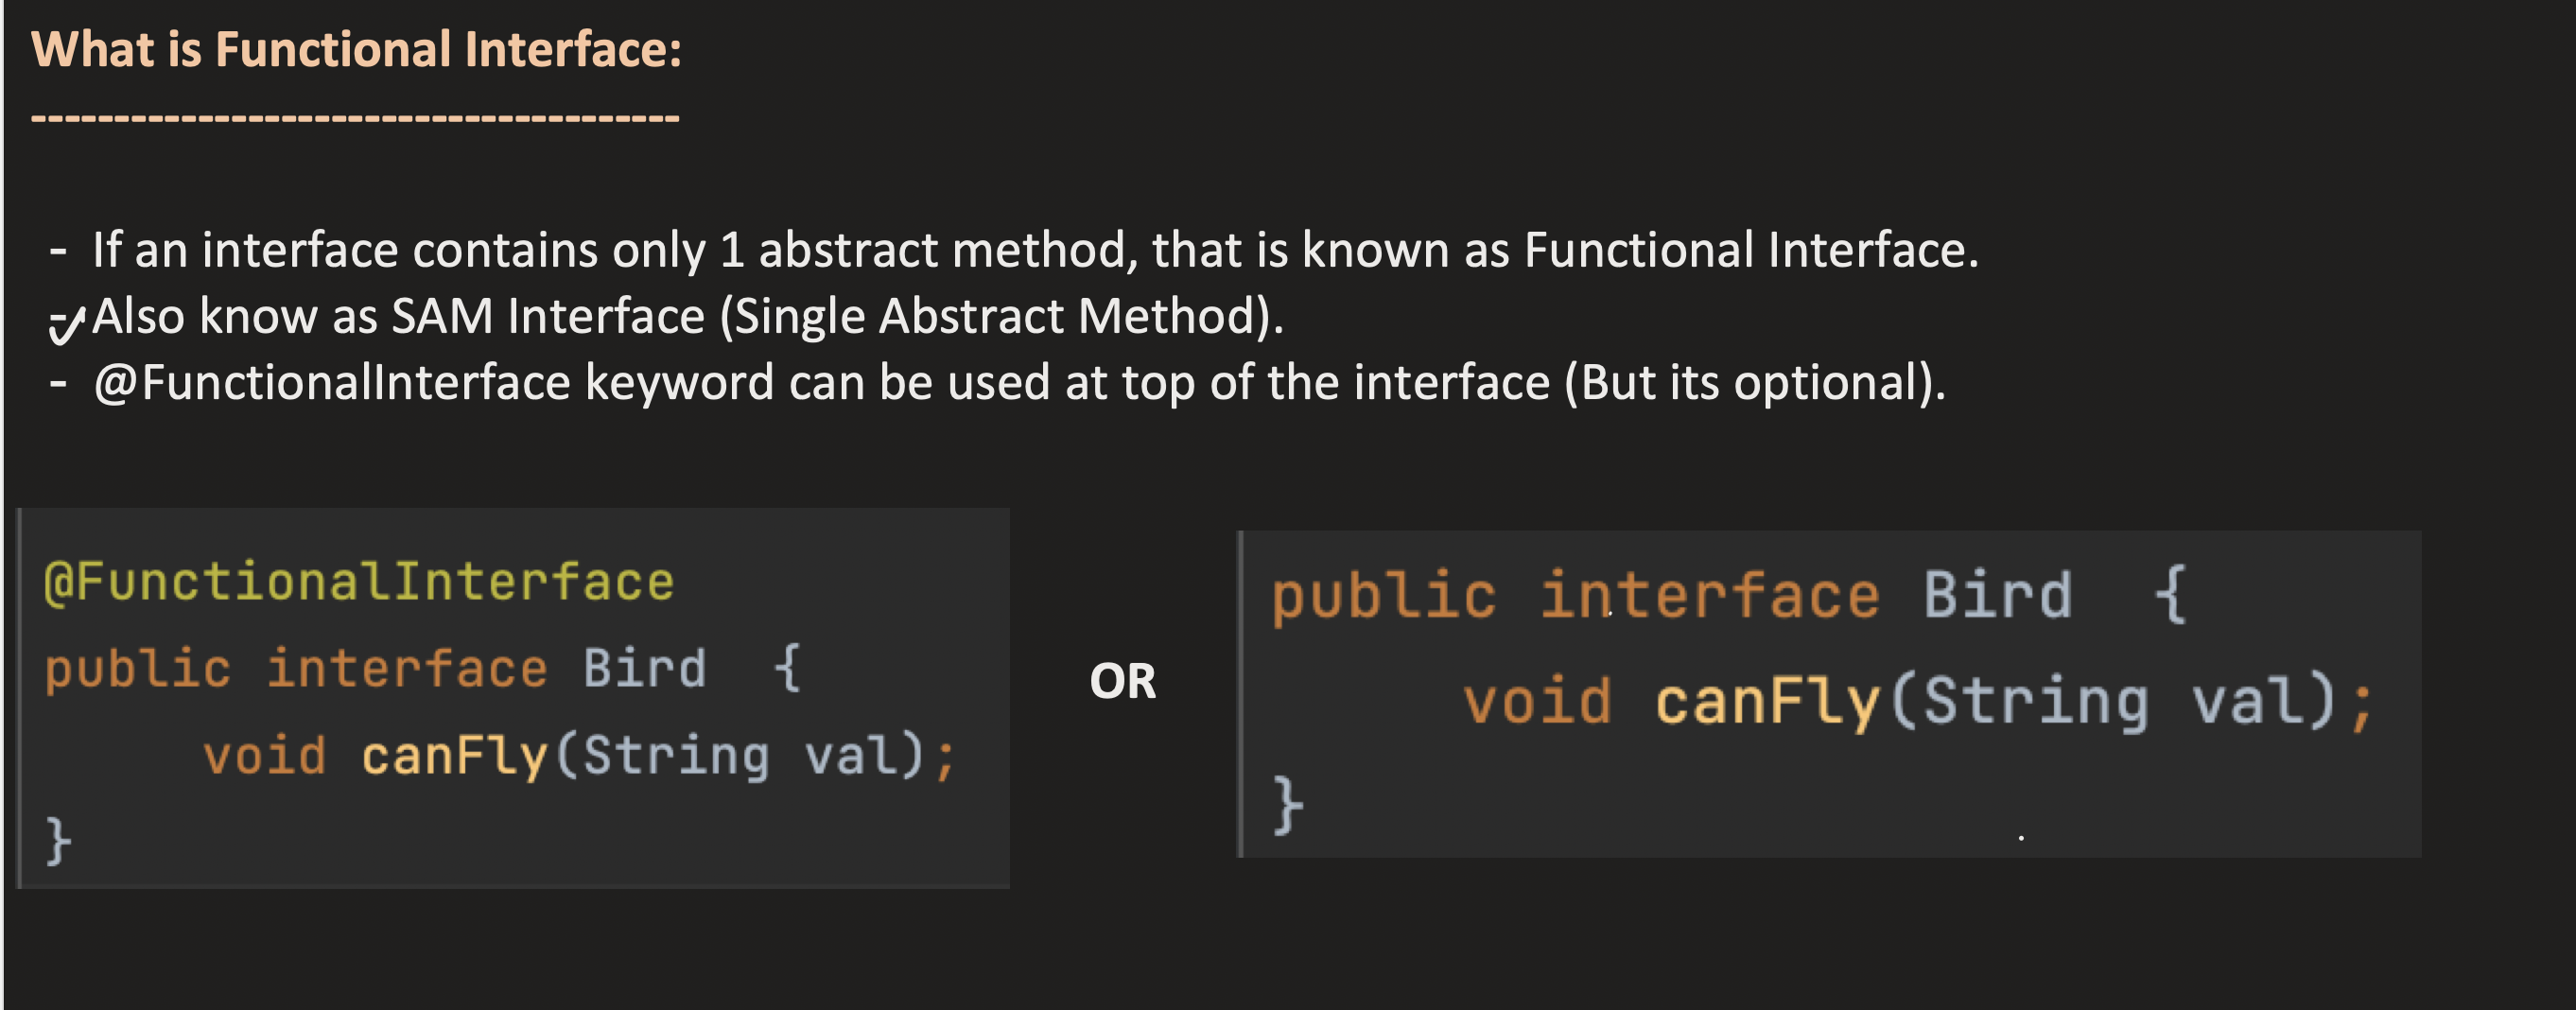 What is Functional Interface:
---------------------------------------
- If an interface contains only 1 abstract method, that is known as Functional Interface.
- Also know as SAM Interface (Single Abstract Method).
- @FunctionalInterface keyword can be used at top of the interface (But its optional).
@FunctionalInterface
public interface Bird {
void canFly(String val);
}
OR
public interface Bird {
void canFly(String val);
}